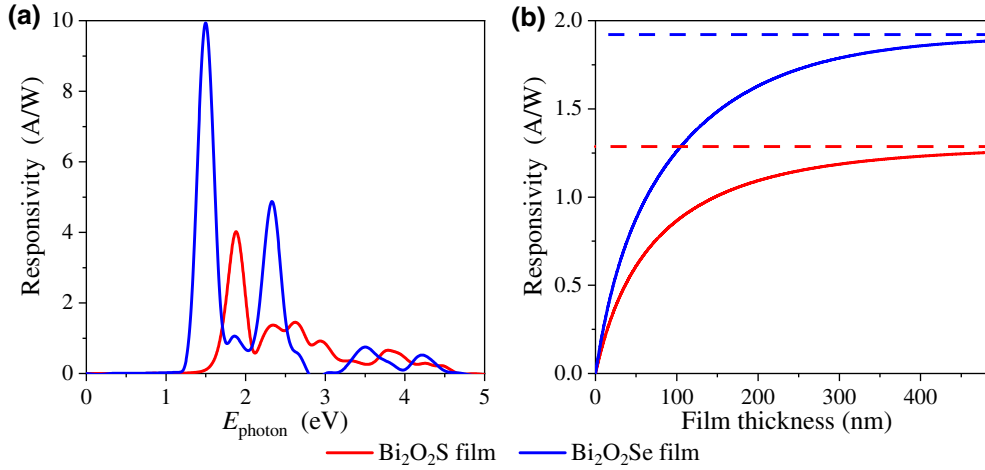 (a)
Responsivity (A/W)
10
8
6
4
2
0
0
1
2
3
4
5
E_photon (eV)
(b)
Responsivity (A/W)
2.0
1.5
1.0
0.5
0.0
0
100
200
300
400
Film thickness (nm)
Bi₂O₂S film
Bi₂O₂Se film